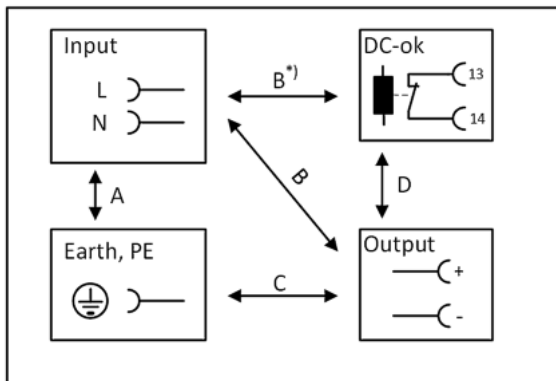 Input
L
N
B*)
DC-ok
13
14
A
B
D
Earth, PE
C
Output
+
-